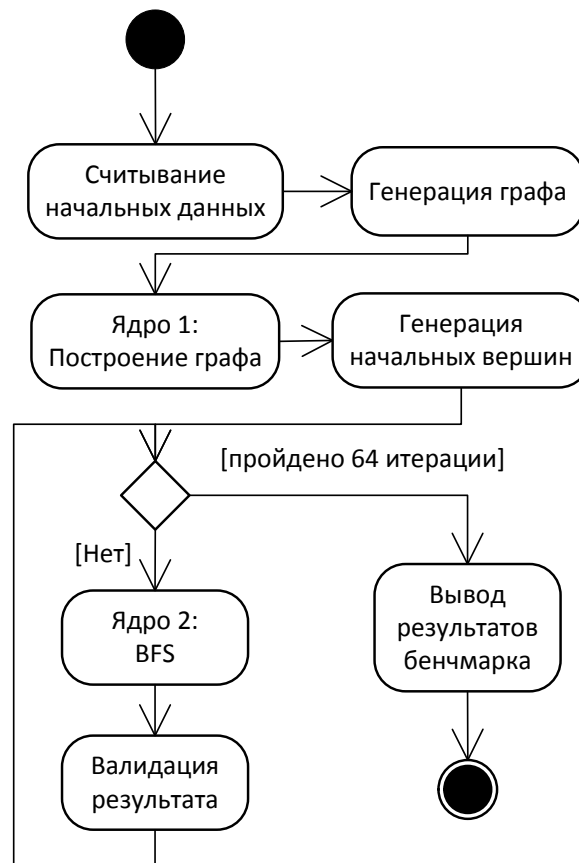 Считывание
начальных данных
Генерация графа
Ядро 1:
Построение графа
Генерация
начальных вершин
[пройдено 64 итерации]
[Нет]
Ядро 2:
BFS
Вывод
результатов
бенчмарка
Валидация
результата